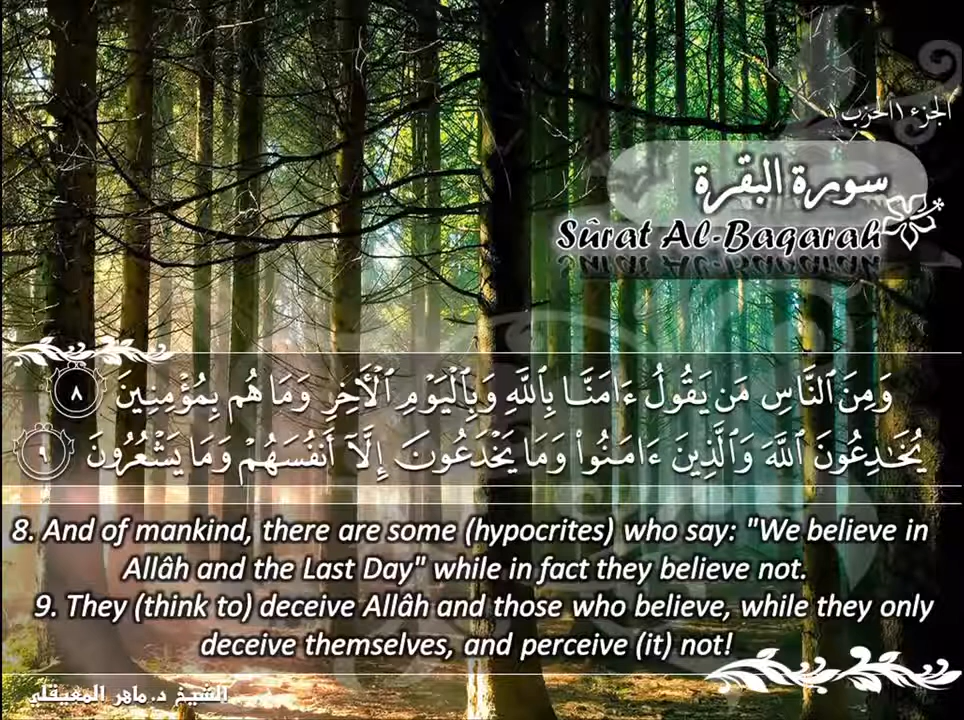 الجزء ١ الحزب ١
سورة البقرة
Sûrat Al-Baqarah
وَمِنَ ٱلنَّاسِ مَن يَقُولُ ءَامَنَّا بِٱللَّهِ وَبِٱلْيَوْمِ ٱلْأَخِرِ وَمَا هُم بِمُؤْمِنِينَ ٨
يُخَٰدِعُونَ ٱللَّهَ وَٱلَّذِينَ ءَامَنُوا۟ وَمَا يَخْدَعُونَ إِلَّآ أَنفُسَهُمْ وَمَا يَشْعُرُونَ ٩
8. And of mankind, there are some (hypocrites) who say: "We believe in
Allâh and the Last Day" while in fact they believe not.
9. They (think to) deceive Allâh and those who believe, while they only
deceive themselves, and perceive (it) not!
الشيخ د. ماهر المعيقلي